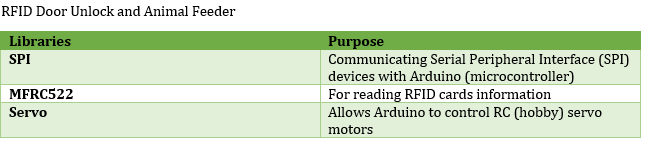 RFID Door Unlock and Animal Feeder
Libraries Purpose
SPI Communicating Serial Peripheral Interface (SPI)
devices with Arduino (microcontroller)
MFRC522 For reading RFID cards information
Servo Allows Arduino to control RC (hobby) servo
motors